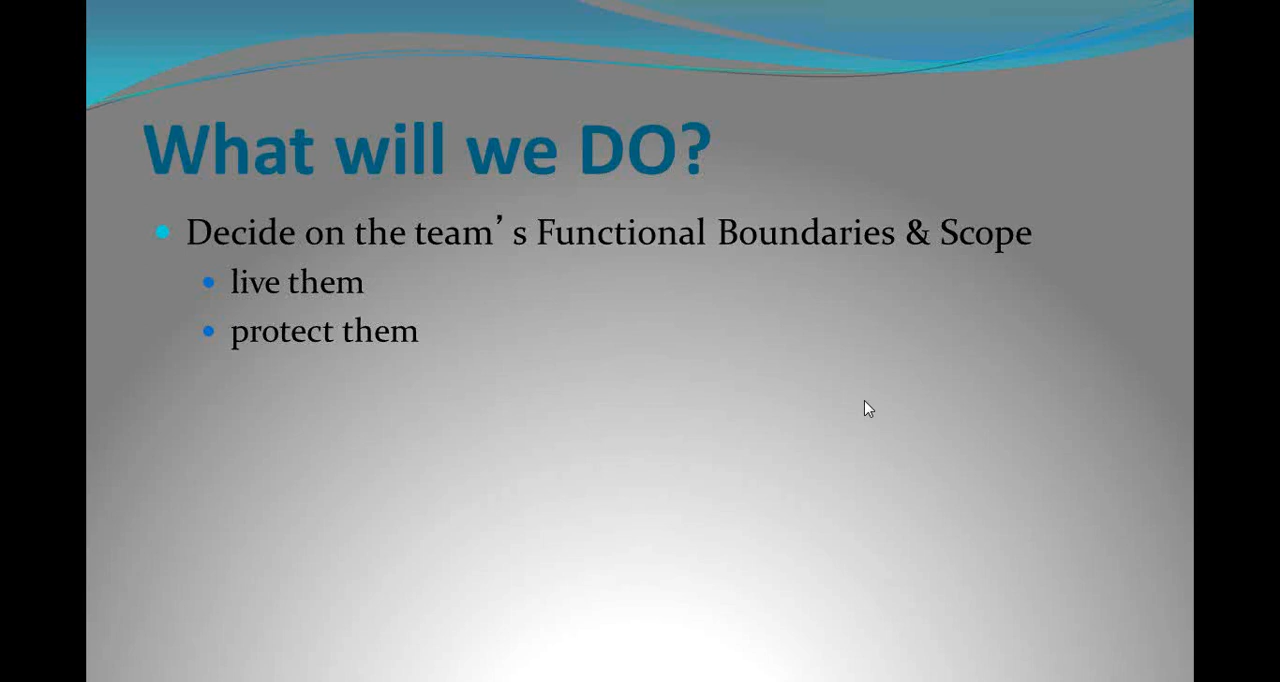 What will we DO?
Decide on the team’s Functional Boundaries & Scope
live them
protect them